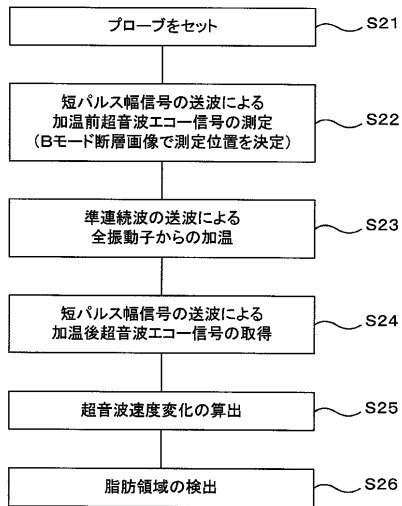 プローブをセット
S21
短パルス幅信号の送波による
加温前超音波エコー信号の測定
(Bモード断層画像で測定位置を決定)
S22
準連続波の送波による
全振動子からの加温
S23
短パルス幅信号の送波による
加温後超音波エコー信号の取得
S24
超音波速度変化の算出
S25
脂肪領域の検出
S26